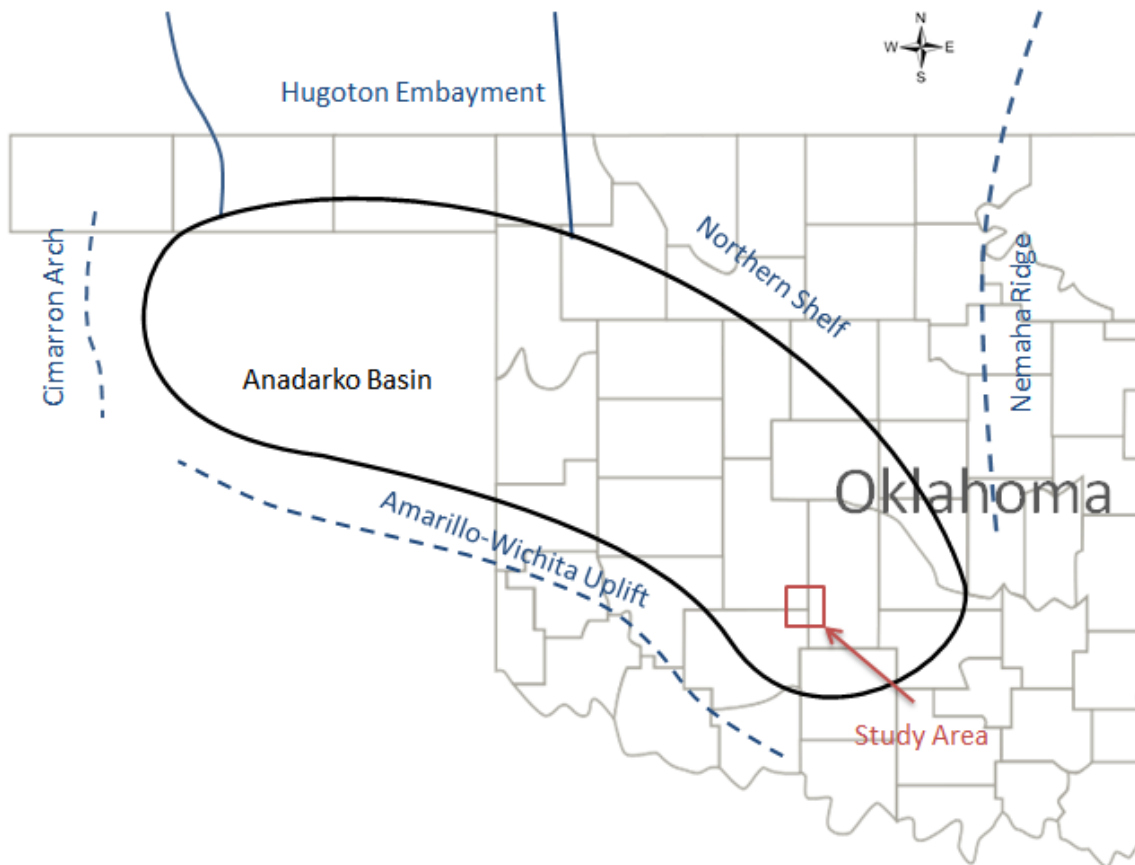 N
W E
S
Hugoton Embayment
Northern Shelf
Cimarron Arch
Nemaha Ridge
Anadarko Basin
Oklahoma
Amarillo-Wichita Uplift
Study Area